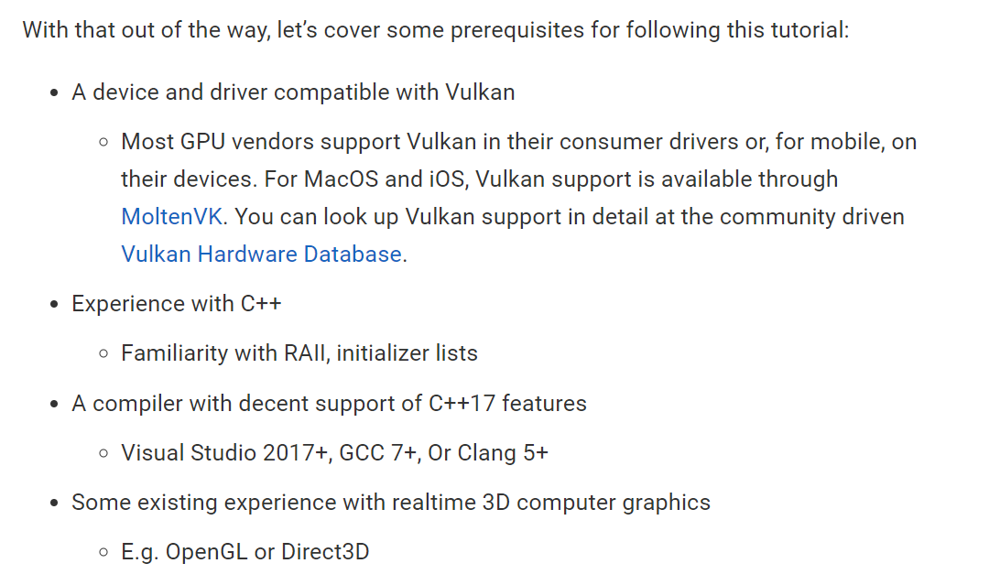 With that out of the way, let’s cover some prerequisites for following this tutorial:
• A device and driver compatible with Vulkan
◦ Most GPU vendors support Vulkan in their consumer drivers or, for mobile, on
their devices. For MacOS and iOS, Vulkan support is available through
MoltenVK. You can look up Vulkan support in detail at the community driven
Vulkan Hardware Database.
• Experience with C++
◦ Familiarity with RAII, initializer lists
• A compiler with decent support of C++17 features
◦ Visual Studio 2017+, GCC 7+, Or Clang 5+
• Some existing experience with realtime 3D computer graphics
◦ E.g. OpenGL or Direct3D